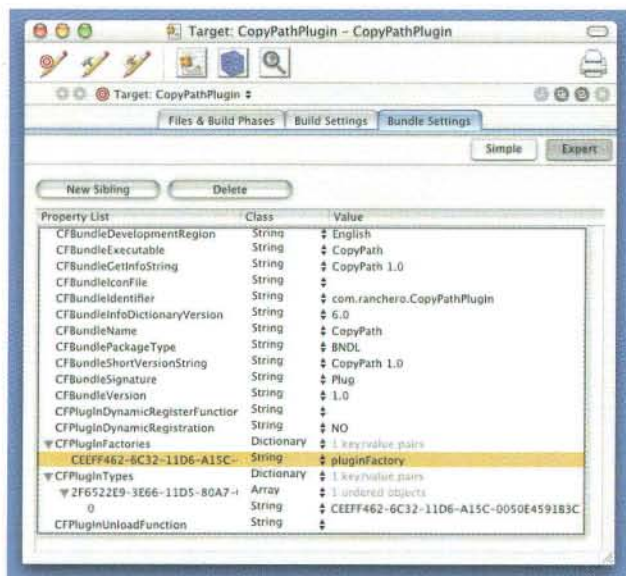 Target: CopyPathPlugin – CopyPathPlugin
Target: CopyPathPlugin
Files & Build Phases Build Settings Bundle Settings
Simple Expert
New Sibling Delete
Property List Class Value
CFBundleDevelopmentRegion String English
CFBundleExecutable String CopyPath
CFBundleGetInfoString String CopyPath 1.0
CFBundleIconFile String
CFBundleIdentifier String com.ranchero.CopyPathPlugin
CFBundleInfoDictionaryVersion String 6.0
CFBundleName String CopyPath
CFBundlePackageType String BNDL
CFBundleShortVersionString String CopyPath 1.0
CFBundleSignature String Plug
CFBundleVersion String 1.0
CFPlugInDynamicRegisterFunction String
CFPlugInDynamicRegistration String NO
CFPlugInFactories Dictionary 1 key/value pairs
CEEFF462-6C32-11D6-A15C- String pluginFactory
CFPlugInTypes Dictionary 1 key/value pairs
2F6522E9-3E66-11D5-80A7- Array 1 ordered objects
0 String CEEFF462-6C32-11D6-A15C-0050E4591B3C
CFPlugInUnloadFunction String